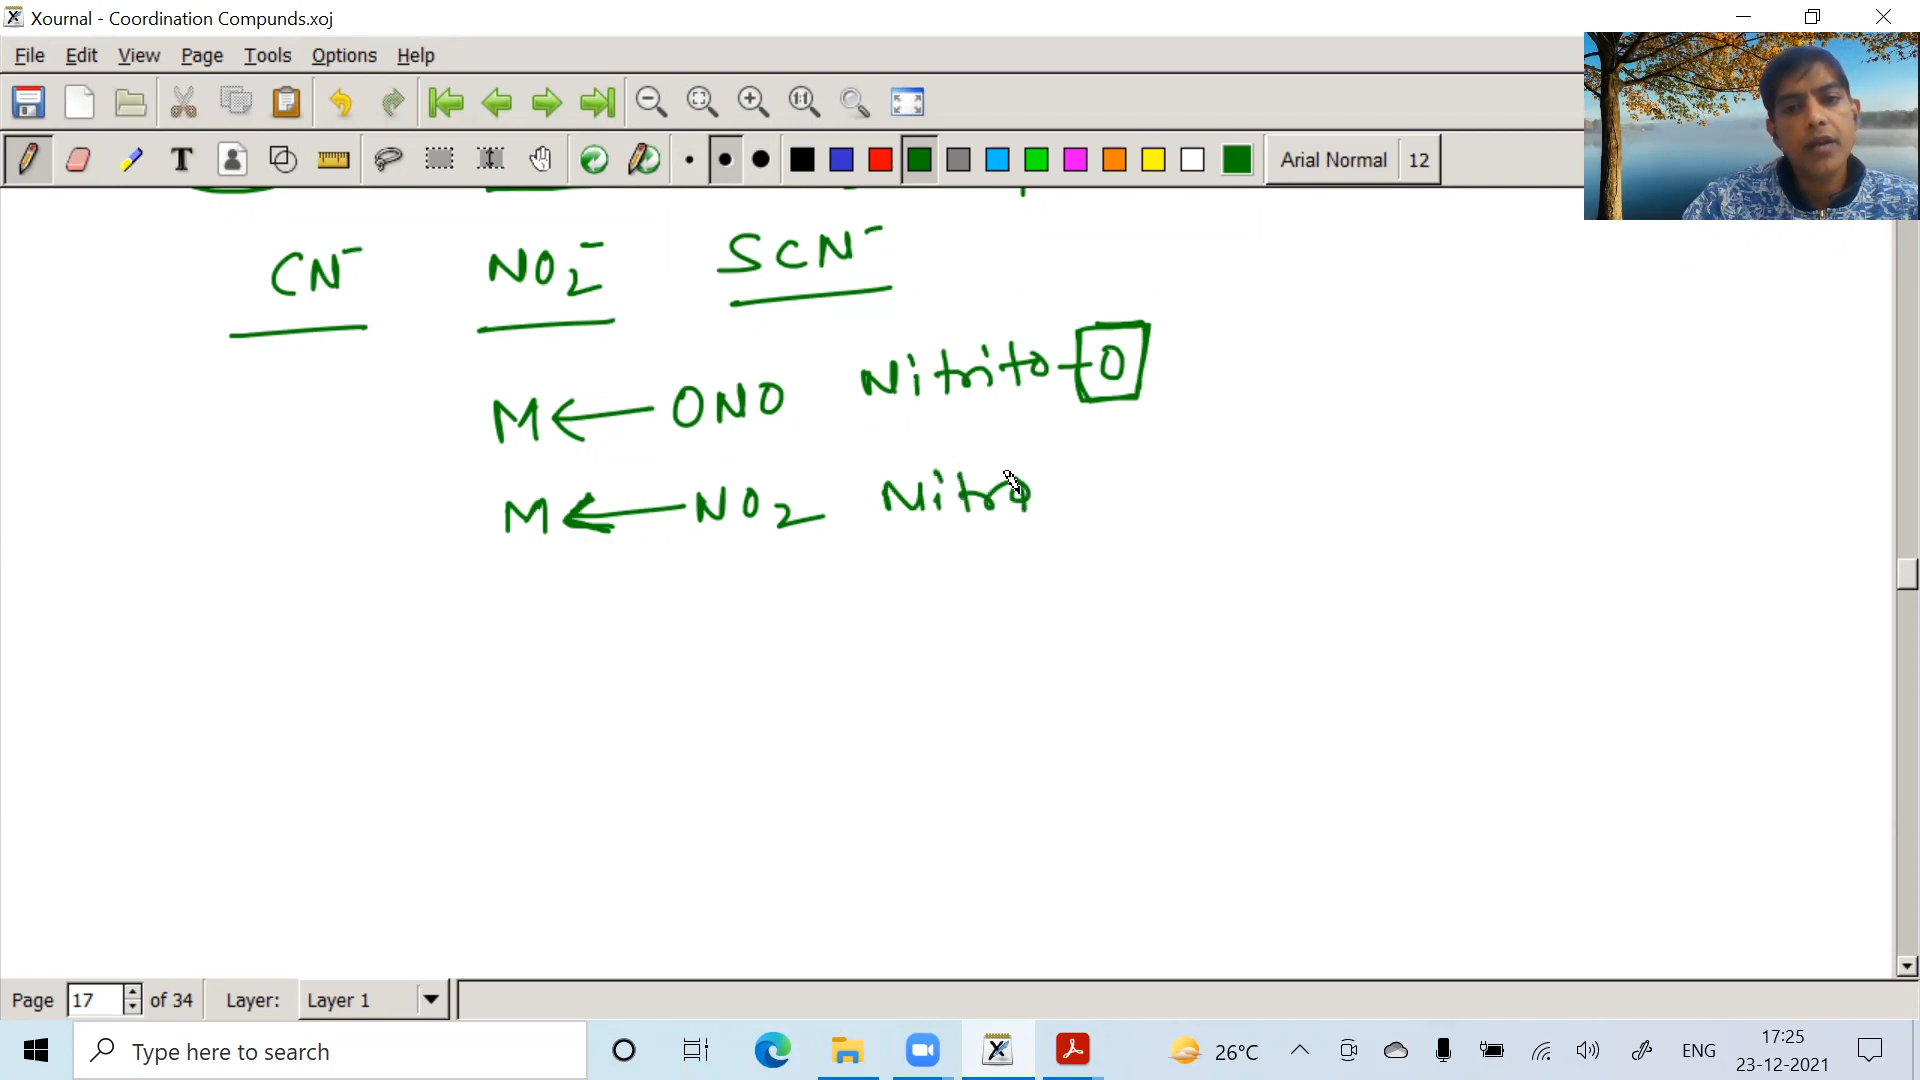 Xournal - Coordination Compunds.xoj
File Edit View Page Tools Options Help
Arial Normal 12
CN⁻ NO₂⁻ SCN⁻
M ← ONO Nitrito-O
M ← NO₂ Nitro
Page 17 of 34 Layer: Layer 1
Type here to search
26°C
ENG
17:25
23-12-2021